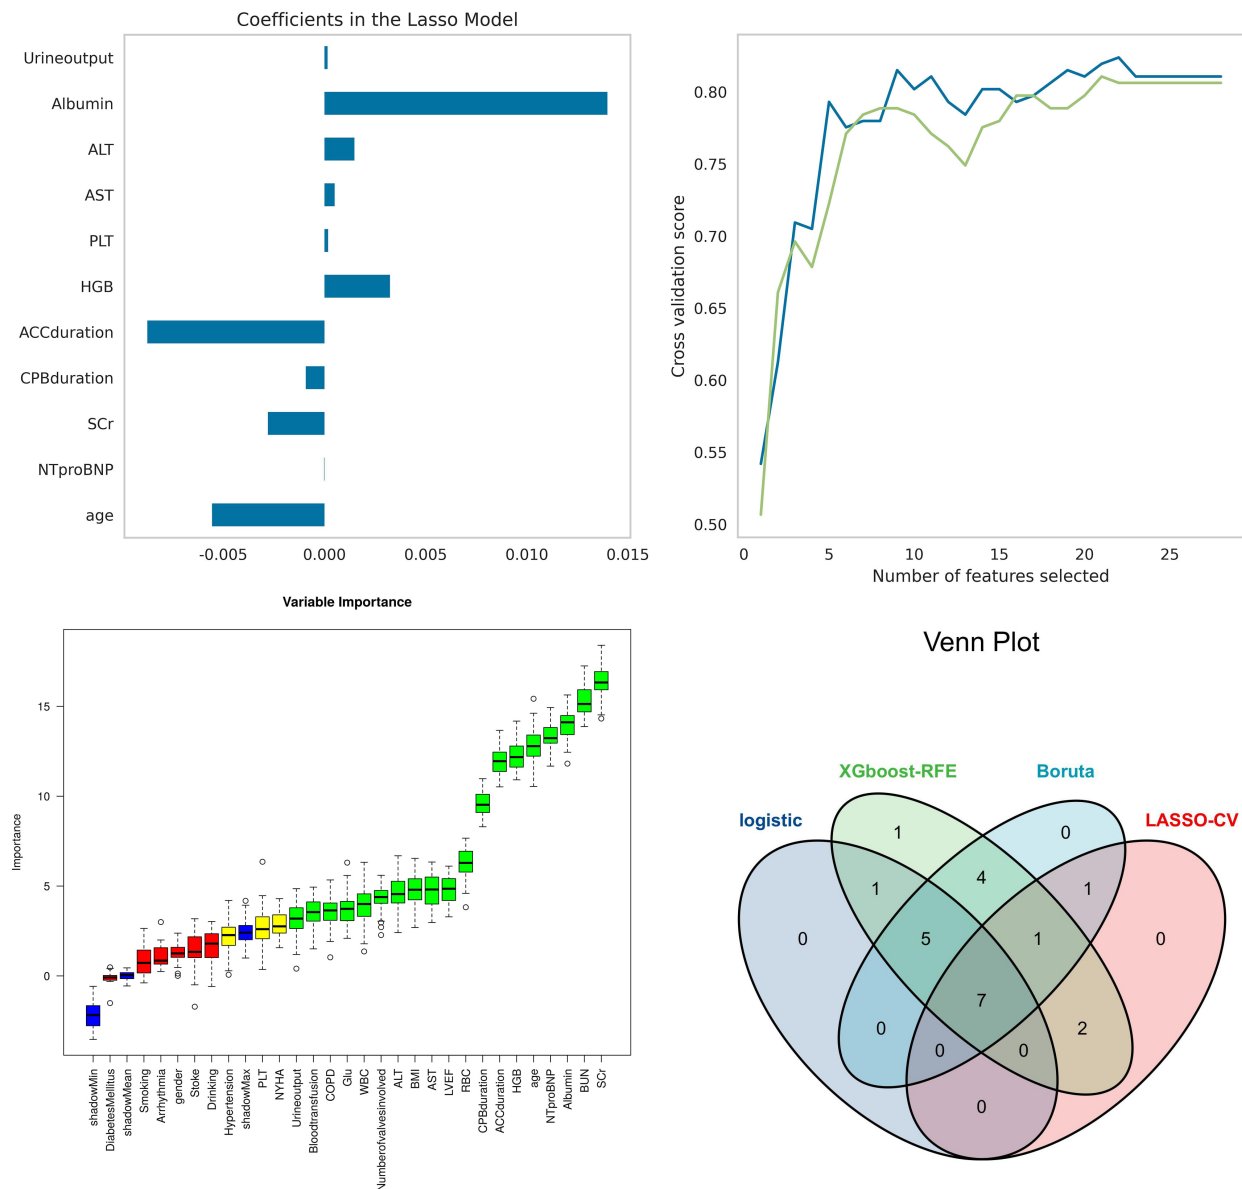 Coefficients in the Lasso Model
Urineoutput
Albumin
ALT
AST
PLT
HGB
ACCduration
CPBduration
SCr
NTproBNP
age
-0.005 0.000 0.005 0.010 0.015
Cross validation score
0.80
0.75
0.70
0.65
0.60
0.55
0.50
0 5 10 15 20 25
Number of features selected
Variable Importance
Importance
15
10
5
0
shadowMin
DiabetesMellitus
shadowMean
Smoking
Arrhythmia
gender
Stoke
Drinking
Hypertension
shadowMax
PLT
NYHA
Urineoutput
Bloodtransfusion
COPD
Glu
WBC
Numberofvalvesinvolved
ALT
BMI
AST
LVEF
RBC
CPBduration
ACCduration
HGB
age
NTproBNP
Albumin
BUN
SCr
Venn Plot
XGboost-RFE Boruta
logistic LASSO-CV
1 0
1 4 1
0 5 1 0
7
0 2
0 0
0